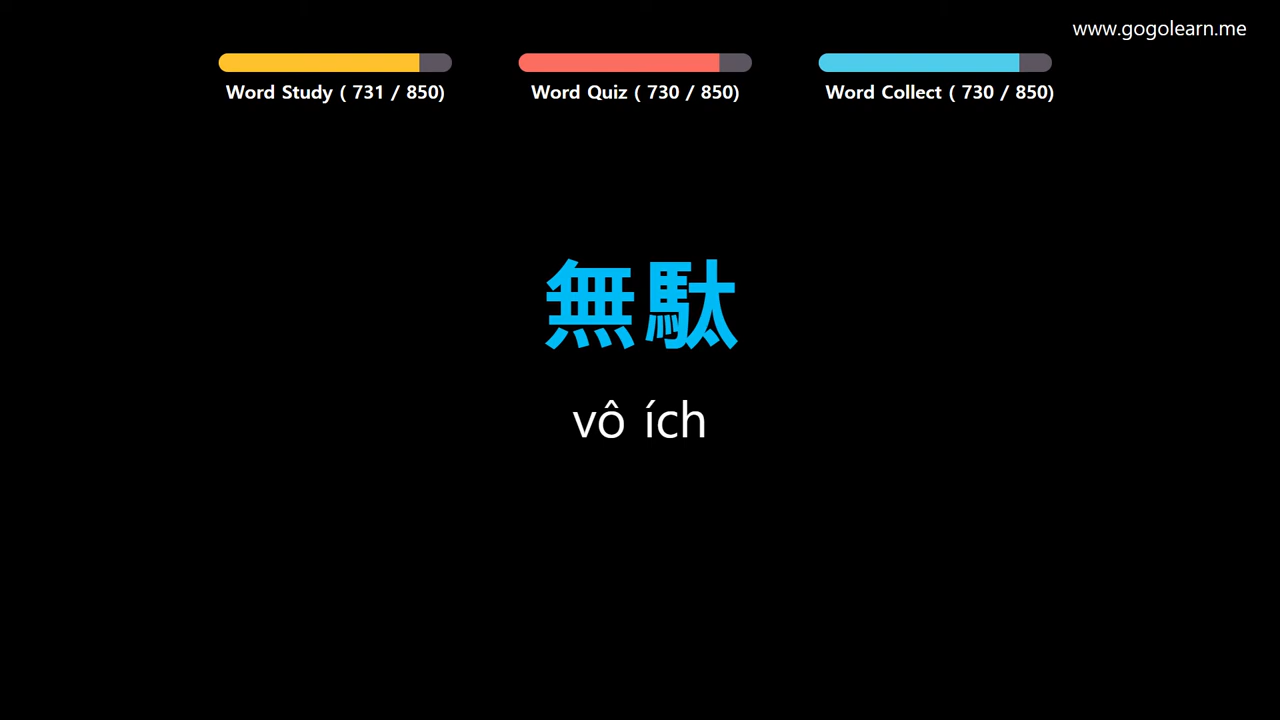 www.gogolearn.me
Word Study ( 731 / 850)
Word Quiz ( 730 / 850)
Word Collect ( 730 / 850)
無駄
vô ích